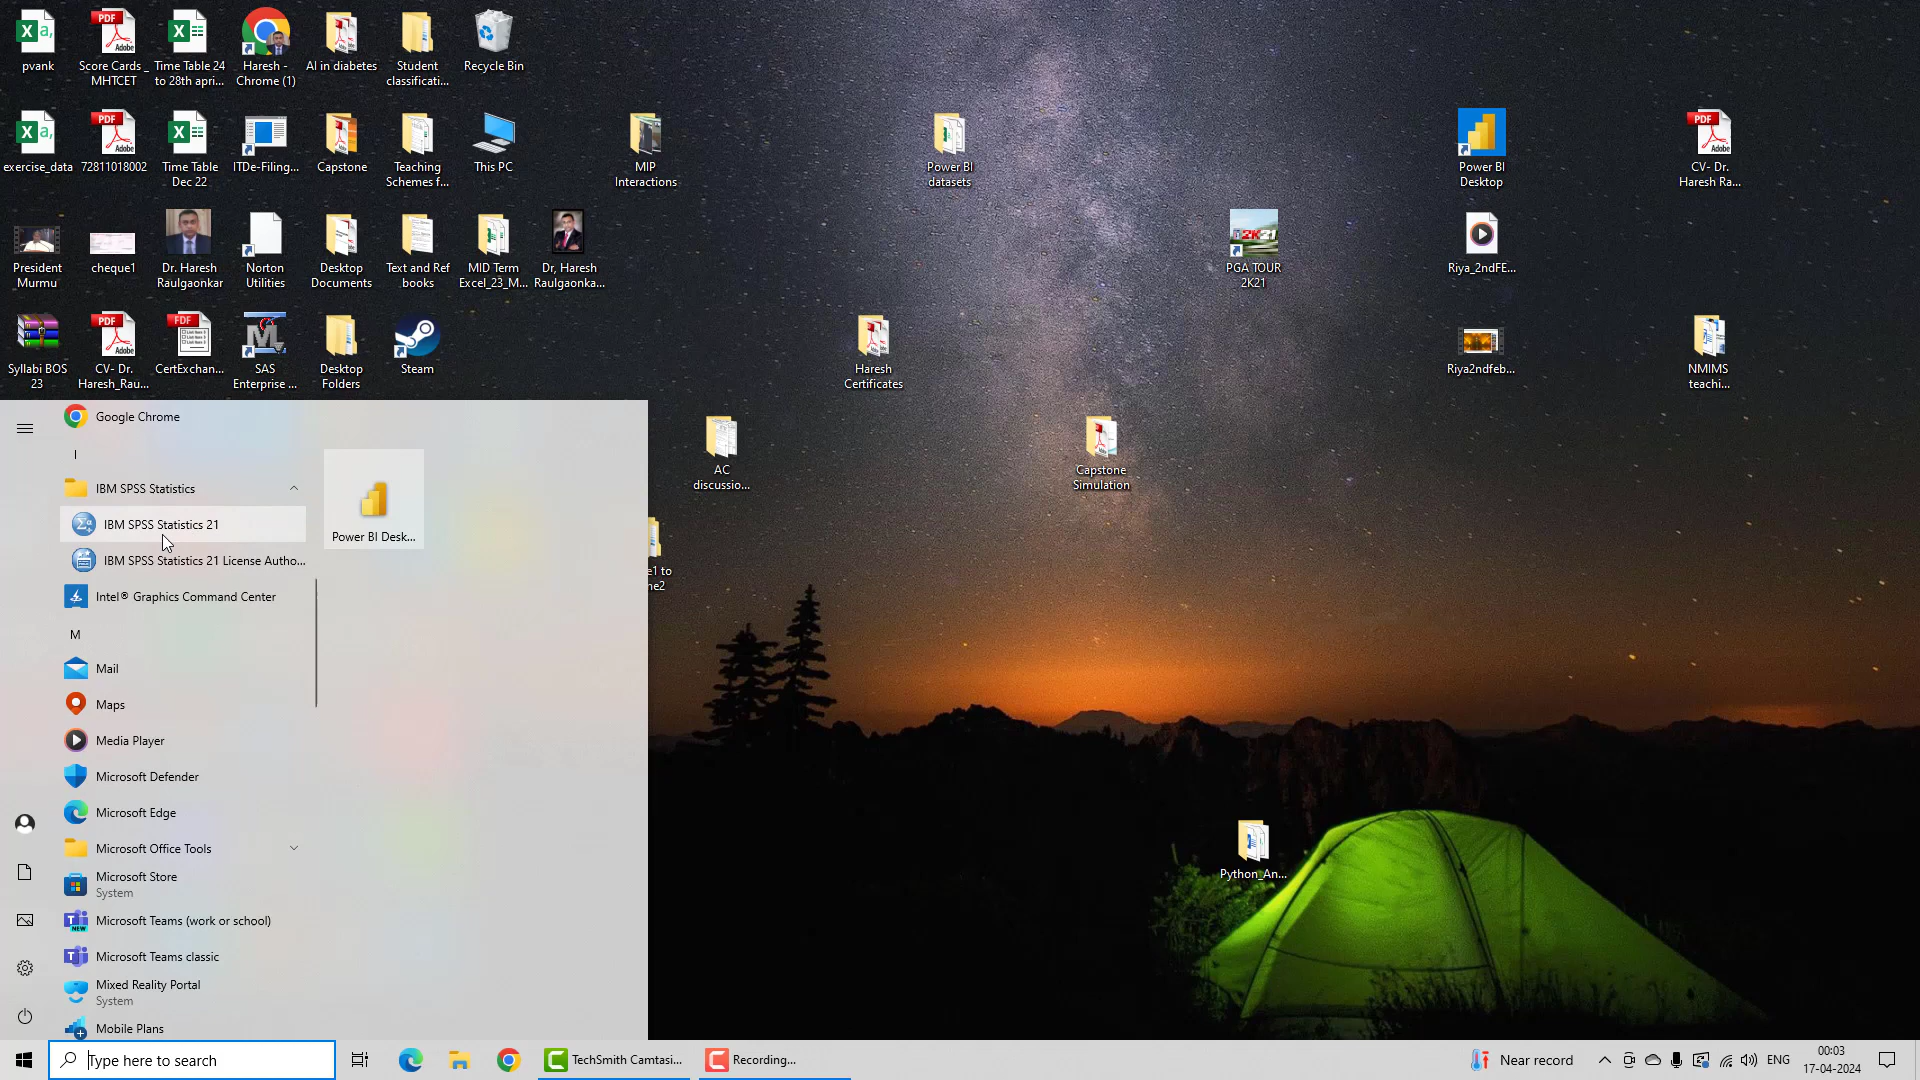 pvank
Score Cards _
MHTCET
Time Table 24
to 28th apri...
Haresh -
Chrome (1)
AI in diabetes
Student
classificati...
Recycle Bin
exercise_data
72811018002
Time Table
Dec 22
ITDe-Filing...
Capstone
Teaching
Schemes f...
This PC
MIP
Interactions
Power BI
datasets
Power BI
Desktop
CV- Dr.
Haresh Ra...
President
Murmu
cheque1
Dr. Haresh
Raulgaonkar
Norton
Utilities
Desktop
Documents
Text and Ref
books
MID Term
Excel_23_M...
Dr, Haresh
Raulgaonka...
PGA TOUR
2K21
Riya_2ndFE...
Syllabi BOS
23
CV- Dr.
Haresh_Rau...
CertExchan...
SAS
Enterprise ...
Desktop
Folders
Steam
Haresh
Certificates
Riya2ndfeb...
NMIMS
teachi...
AC
discussio...
Capstone
Simulation
e1 to
ne2
Python_An...
Google Chrome
I
IBM SPSS Statistics
IBM SPSS Statistics 21
IBM SPSS Statistics 21 License Autho...
Intel® Graphics Command Center
M
Mail
Maps
Media Player
Microsoft Defender
Microsoft Edge
Microsoft Office Tools
Microsoft Store
System
Microsoft Teams (work or school)
Microsoft Teams classic
Mixed Reality Portal
System
Mobile Plans
Power BI Desk...
Type here to search
TechSmith Camtasi...
Recording...
Near record
ENG
00:03
17-04-2024